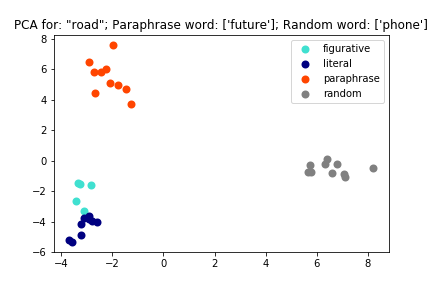 PCA for: "road"; Paraphrase word: ['future']; Random word: ['phone']
figurative
literal
paraphrase
random
8
6
4
2
0
−2
−4
−6
−4 −2 0 2 4 6 8